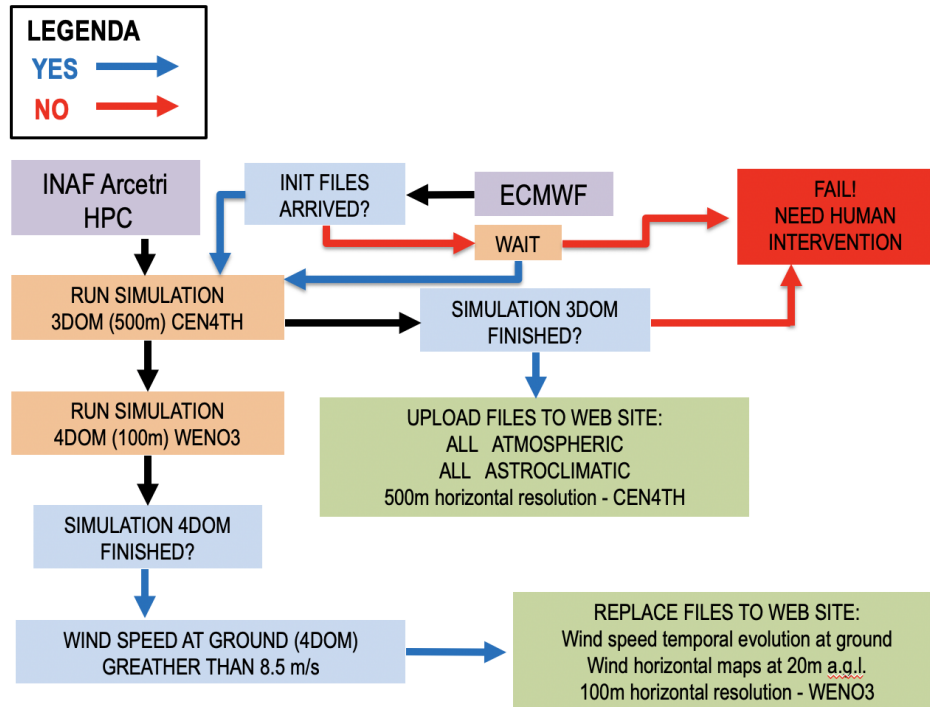 LEGENDA
YES
NO
INAF Arcetri
HPC
INIT FILES
ARRIVED?
ECMWF
WAIT
FAIL!
NEED HUMAN
INTERVENTION
RUN SIMULATION
3DOM (500m) CEN4TH
SIMULATION 3DOM
FINISHED?
RUN SIMULATION
4DOM (100m) WENO3
UPLOAD FILES TO WEB SITE:
ALL ATMOSPHERIC
ALL ASTROCLIMATIC
500m horizontal resolution - CEN4TH
SIMULATION 4DOM
FINISHED?
WIND SPEED AT GROUND (4DOM)
GREATHER THAN 8.5 m/s
REPLACE FILES TO WEB SITE:
Wind speed temporal evolution at ground
Wind horizontal maps at 20m a.g.l.
100m horizontal resolution - WENO3